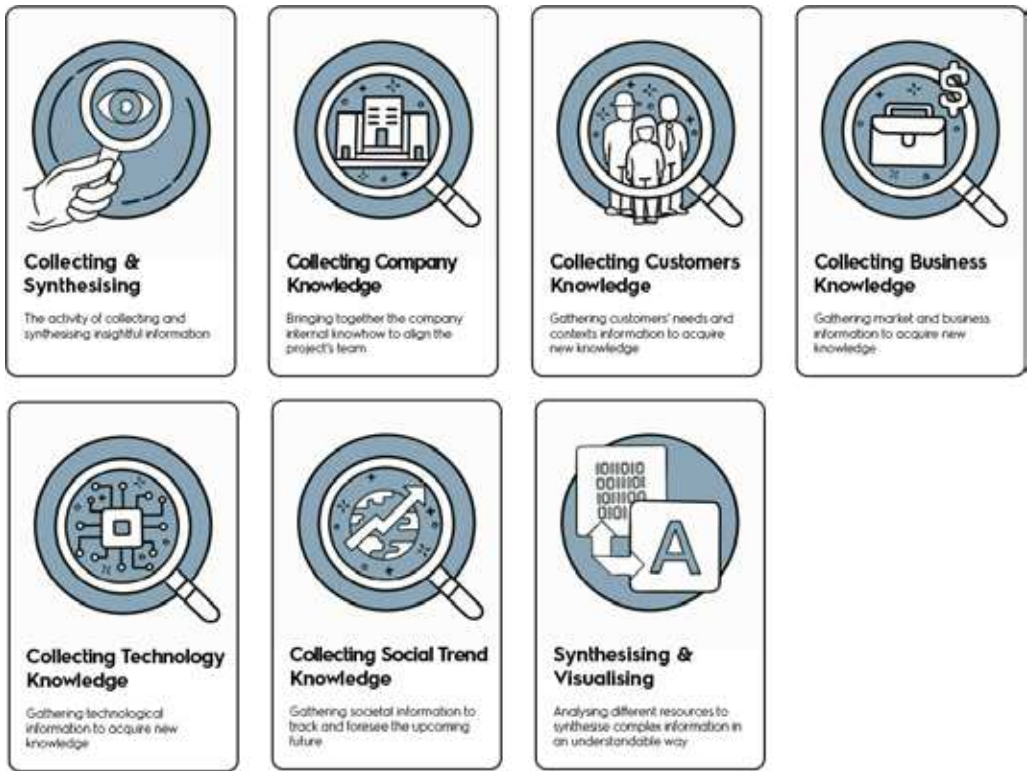 Collecting &
Synthesising
The activity of collecting and
synthesising insightful information
Collecting Company
Knowledge
Bringing together the company
internal knowhow to align the
project's team
Collecting Customers
Knowledge
Gathering customers' needs and
contexts information to acquire
new knowledge
$
Collecting Business
Knowledge
Gathering market and business
information to acquire new
knowledge
Collecting Technology
Knowledge
Gathering technological
information to acquire new
knowledge
Collecting Social Trend
Knowledge
Gathering societal information to
track and foresee the upcoming
future
1011010
001110
101110
0101
A
Synthesising &
Visualising
Analysing different resources to
synthesise complex information in
an understandable way